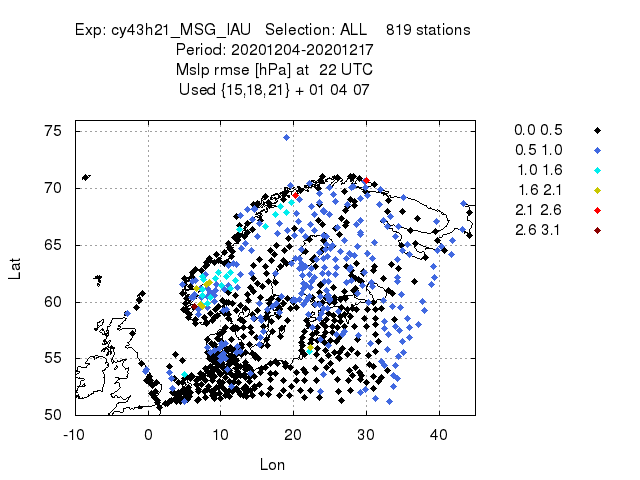 Exp: cy43h21_MSG_IAU Selection: ALL 819 stations
Period: 20201204-20201217
Mslp rmse [hPa] at 22 UTC
Used {15,18,21} + 01 04 07
75
70
65
60
55
50
Lat
-10 0 10 20 30 40
Lon
0.0 0.5
0.5 1.0
1.0 1.6
1.6 2.1
2.1 2.6
2.6 3.1